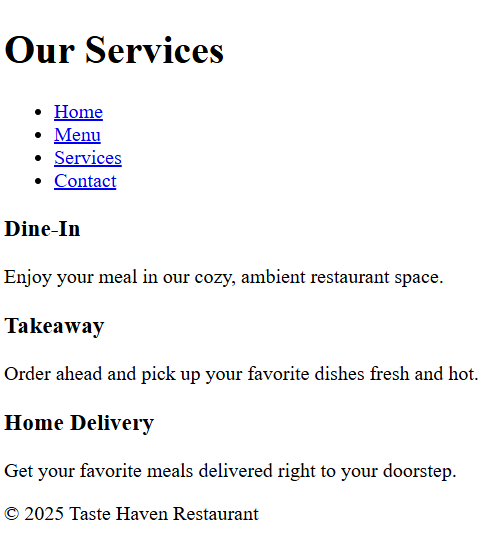 Our Services
Home
Menu
Services
Contact
Dine-In
Enjoy your meal in our cozy, ambient restaurant space.
Takeaway
Order ahead and pick up your favorite dishes fresh and hot.
Home Delivery
Get your favorite meals delivered right to your doorstep.
© 2025 Taste Haven Restaurant